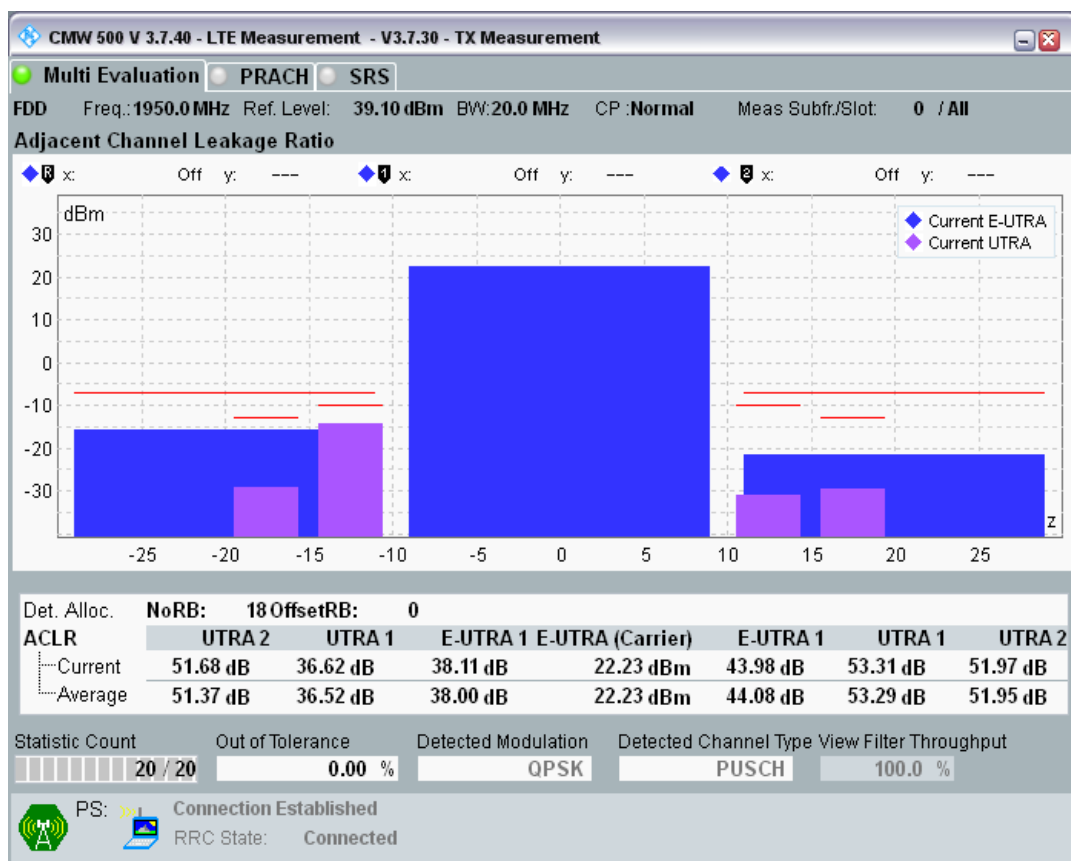 CMW 500 V 3.7.40 - LTE Measurement - V3.7.30 - TX Measurement
Multi Evaluation PRACH SRS
FDD Freq.: 1950.0 MHz Ref. Level: 39.10 dBm BW: 20.0 MHz CP : Normal Meas Subfr./Slot: 0 / All
Adjacent Channel Leakage Ratio
R x: Off y: --- 1 x: Off y: --- 2 x: Off y: ---
dBm
Current E-UTRA
Current UTRA
30
20
10
0
-10
-20
-30
z
-25 -20 -15 -10 -5 0 5 10 15 20 25
Det. Alloc. NoRB: 18 OffsetRB: 0
ACLR UTRA 2 UTRA 1 E-UTRA 1 E-UTRA (Carrier) E-UTRA 1 UTRA 1 UTRA 2
Current 51.68 dB 36.62 dB 38.11 dB 22.23 dBm 43.98 dB 53.31 dB 51.97 dB
Average 51.37 dB 36.52 dB 38.00 dB 22.23 dBm 44.08 dB 53.29 dB 51.95 dB
Statistic Count Out of Tolerance Detected Modulation Detected Channel Type View Filter Throughput
20 / 20 0.00 % QPSK PUSCH 100.0 %
PS: Connection Established
RRC State: Connected